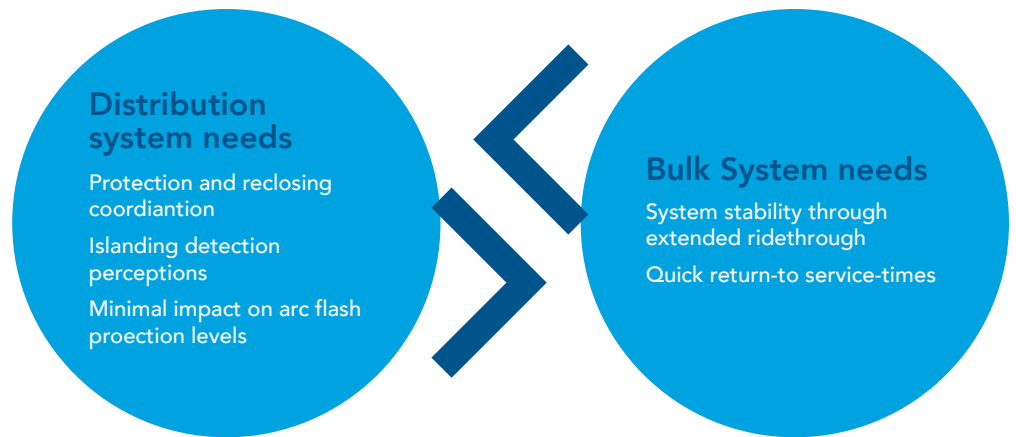 Distribution
system needs
Protection and reclosing
coordiantion
Islanding detection
perceptions
Minimal impact on arc flash
proection levels
Bulk System needs
System stability through
extended ridethrough
Quick return-to service-times